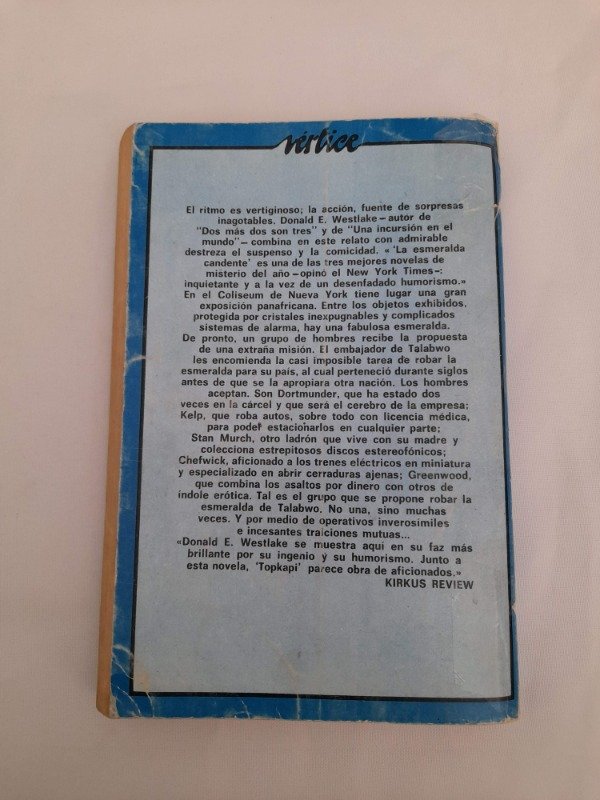 vértice
El ritmo es vertiginoso; la acción, fuente de sorpresas
inagotables. Donald E. Westlake—autor de
"Dos más dos son tres" y de "Una incursión en el
mundo"—combina en este relato con admirable
destreza el suspenso y la comicidad. «'La esmeralda
candente' es una de las tres mejores novelas de
misterio del año—opinó el New York Times—:
inquietante y a la vez de un desenfadado humorismo.»
En el Coliseum de Nueva York tiene lugar una gran
exposición panafricana. Entre los objetos exhibidos,
protegida por cristales inexpugnables y complicados
sistemas de alarma, hay una fabulosa esmeralda.
De pronto, un grupo de hombres recibe la propuesta
de una extraña misión. El embajador de Talabwo
les encomienda la casi imposible tarea de robar la
esmeralda para su país, al cual perteneció durante siglos
antes de que se la apropiara otra nación. Los hombres
aceptan. Son Dortmunder, que ha estado dos
veces en la cárcel y que será el cerebro de la empresa;
Kelp, que roba autos, sobre todo con licencia médica,
para poder estacionarlos en cualquier parte;
Stan Murch, otro ladrón que vive con su madre y
colecciona estrepitosos discos estereofónicos;
Chefwick, aficionado a los trenes eléctricos en miniatura
y especializado en abrir cerraduras ajenas; Greenwood,
que combina los asaltos por dinero con otros de
índole erótica. Tal es el grupo que se propone robar la
esmeralda de Talabwo. No una, sino muchas
veces. Y por medio de operativos inverosímiles
e incesantes traiciones mutuas...
«Donald E. Westlake se muestra aquí en su faz más
brillante por su ingenio y su humorismo. Junto a
esta novela, 'Topkapi' parece obra de aficionados.»
KIRKUS REVIEW